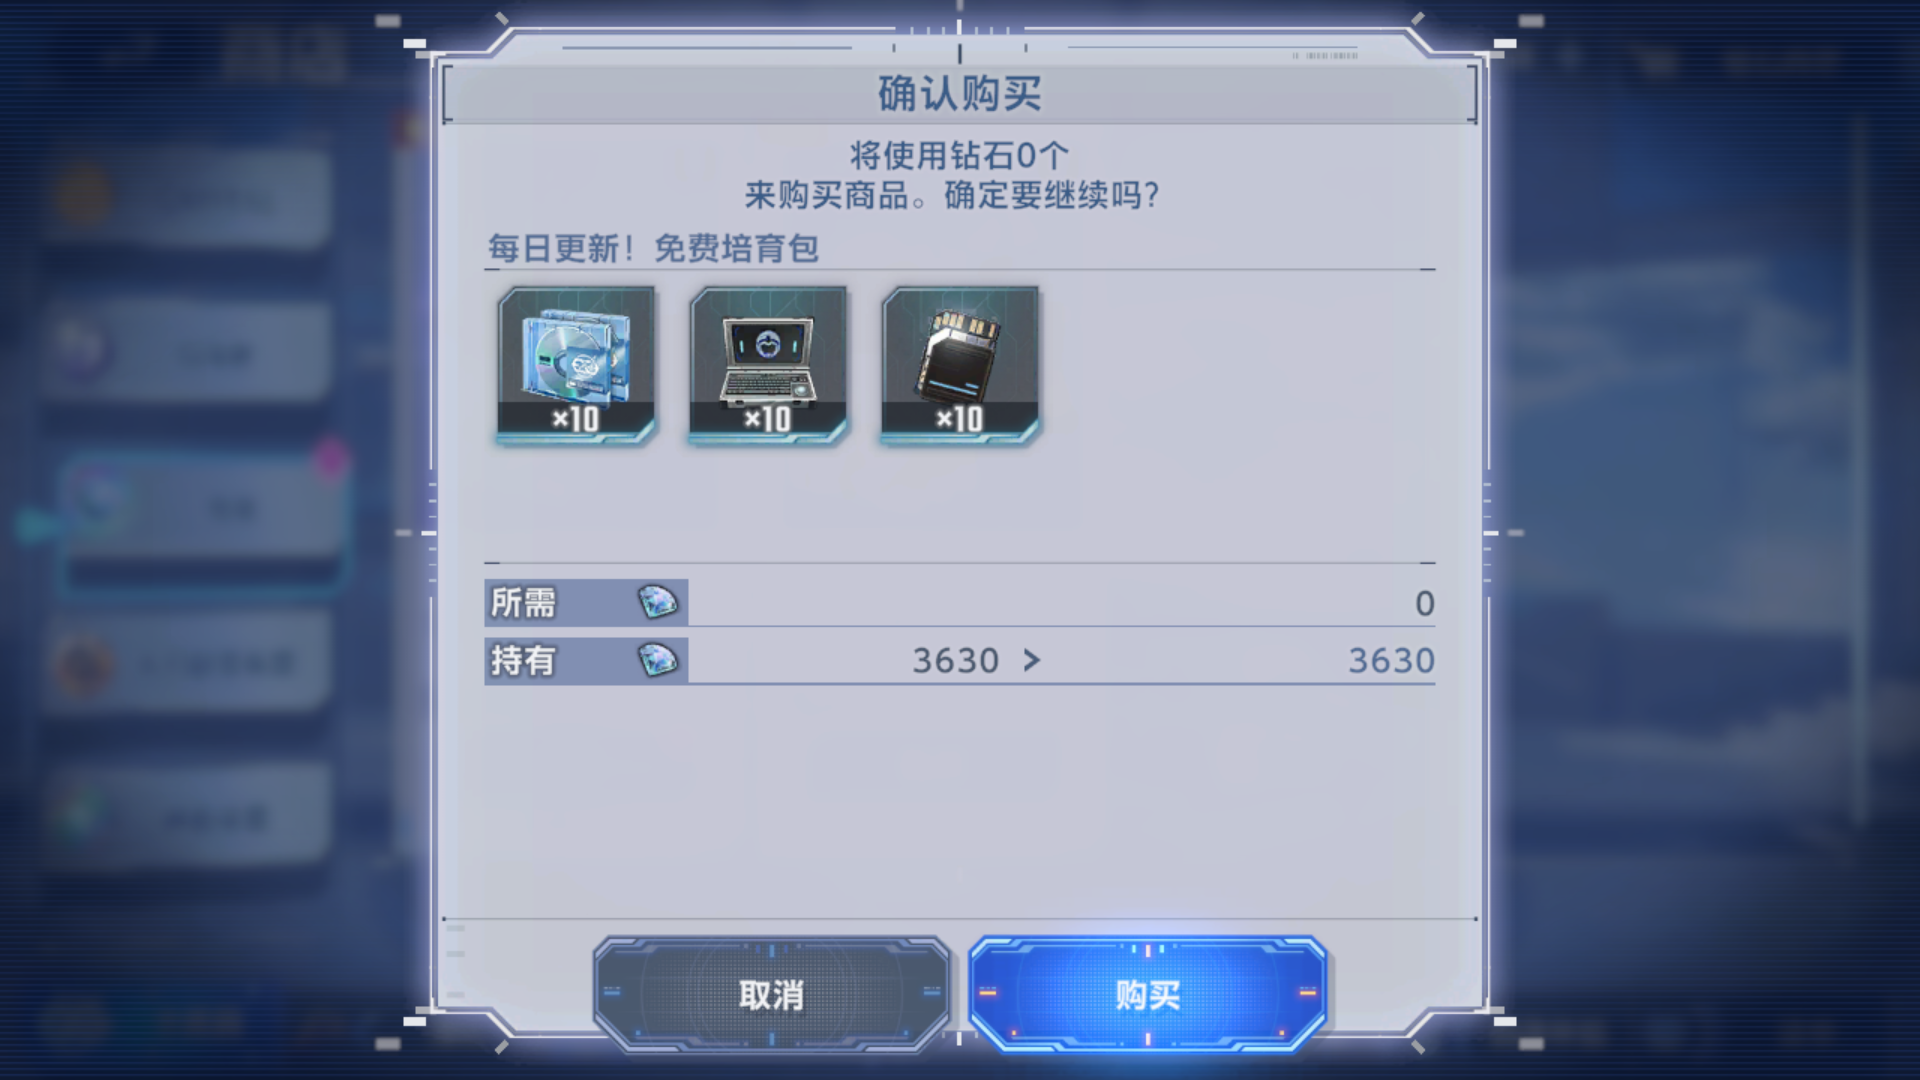 确认购买
将使用钻石0个
来购买商品。确定要继续吗？
每日更新！免费培育包
×10
×10
×10
所需 0
持有 3630 > 3630
取消
购买